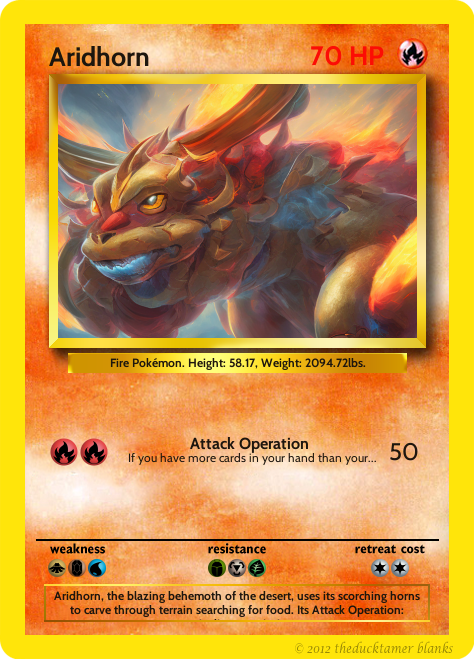 Aridhorn 70 HP
Fire Pokémon. Height: 58.17, Weight: 2094.72lbs.
Attack Operation
If you have more cards in your hand than your... 50
weakness resistance retreat cost
Aridhorn, the blazing behemoth of the desert, uses its scorching horns
to carve through terrain searching for food. Its Attack Operation:
© 2012 theducktamer blanks